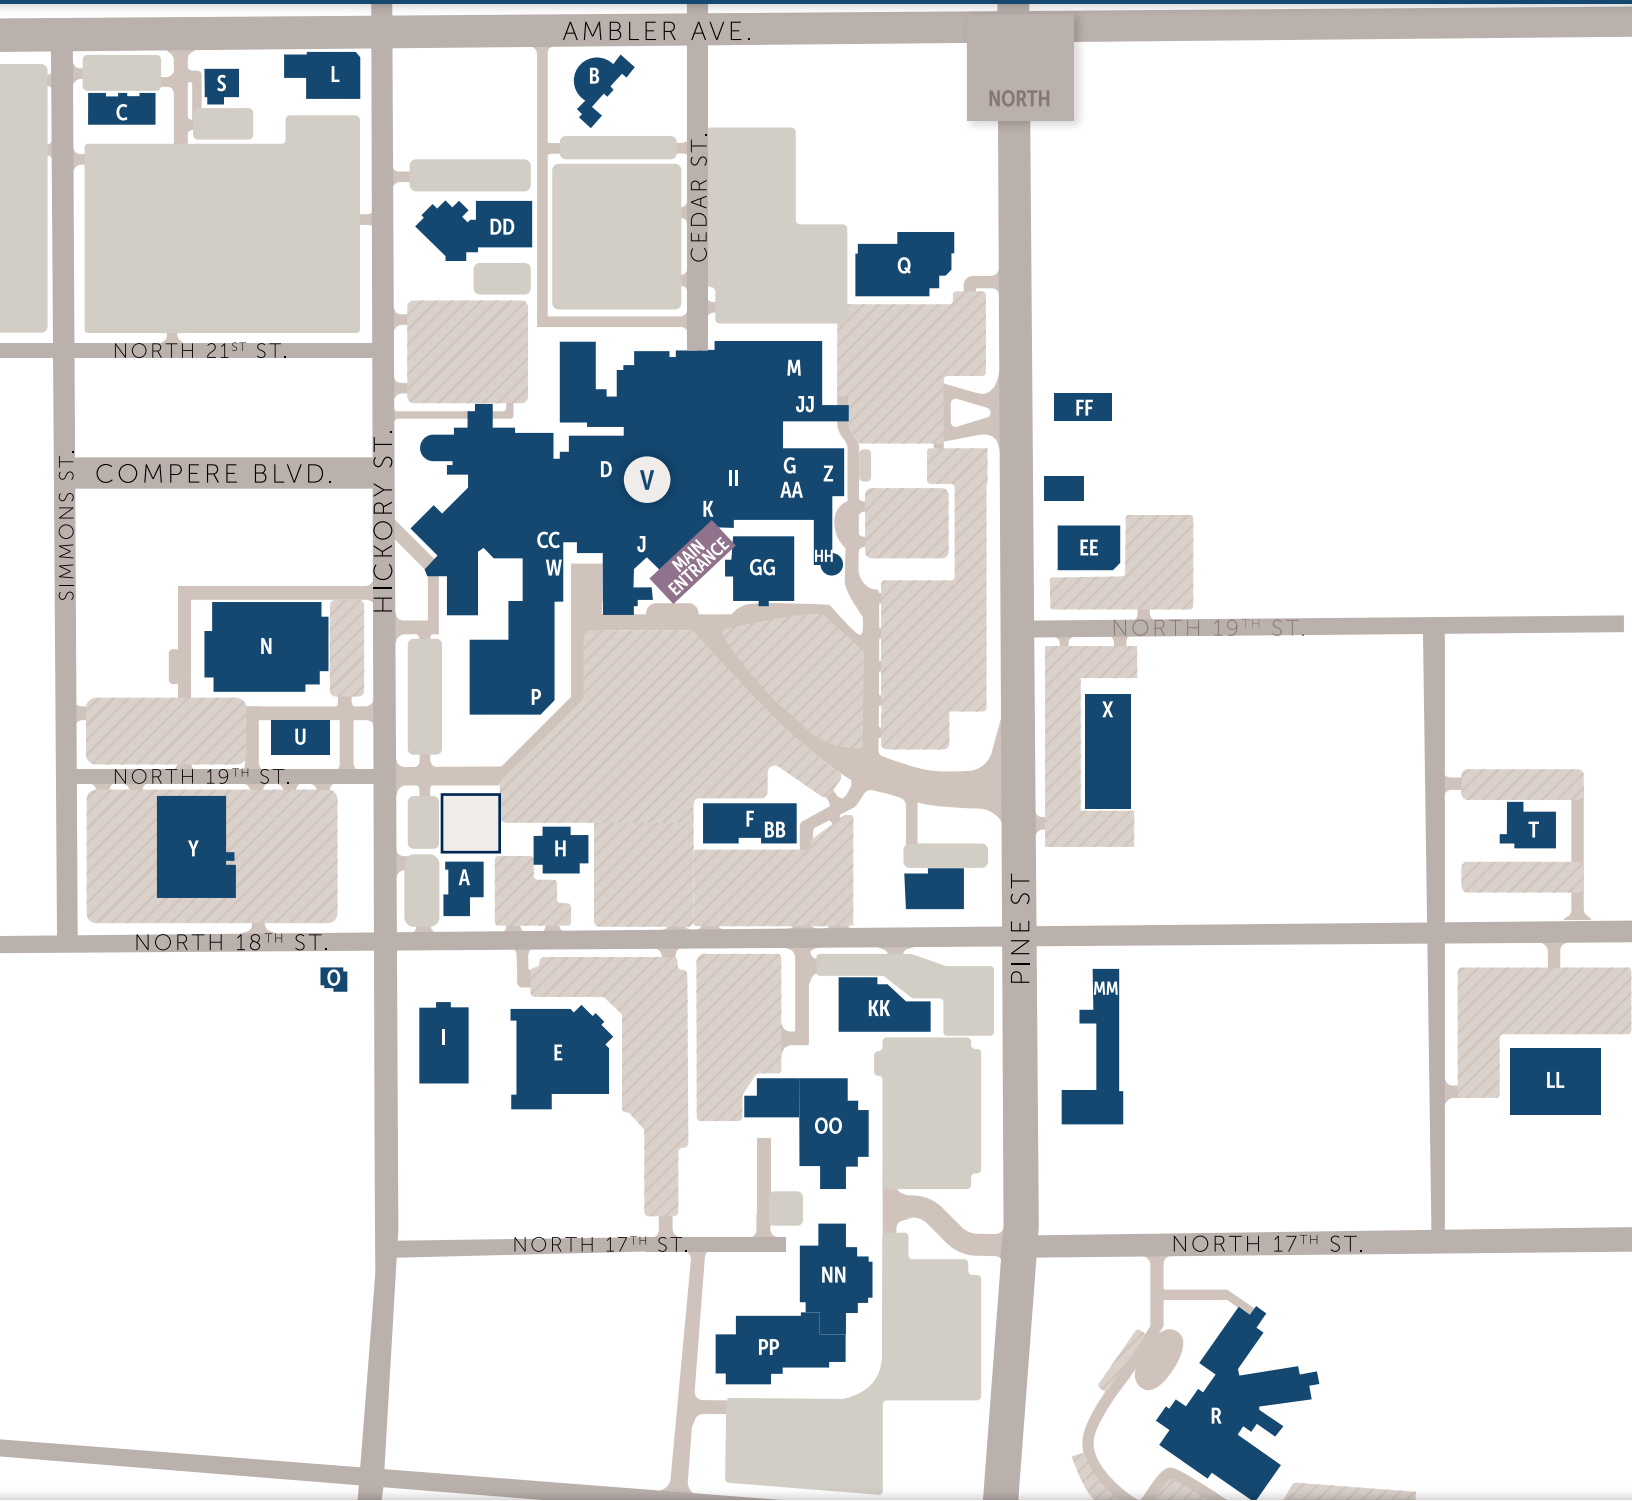 AMBLER AVE.
NORTH
B
L
S
C
CEDAR ST.
DD
Q
NORTH 21ST ST.
M
JJ
FF
COMPERE BLVD.
HICKORY ST.
SIMMONS ST.
D
V
II
G
Z
AA
K
CC
J
W
MAIN
ENTRANCE
GG
HH
EE
NORTH 19TH ST.
N
P
X
U
NORTH 19TH ST.
F
BB
T
Y
H
A
PINE ST
NORTH 18TH ST.
O
MM
KK
I
E
LL
OO
NORTH 17TH ST.
NORTH 17TH ST.
NN
PP
R